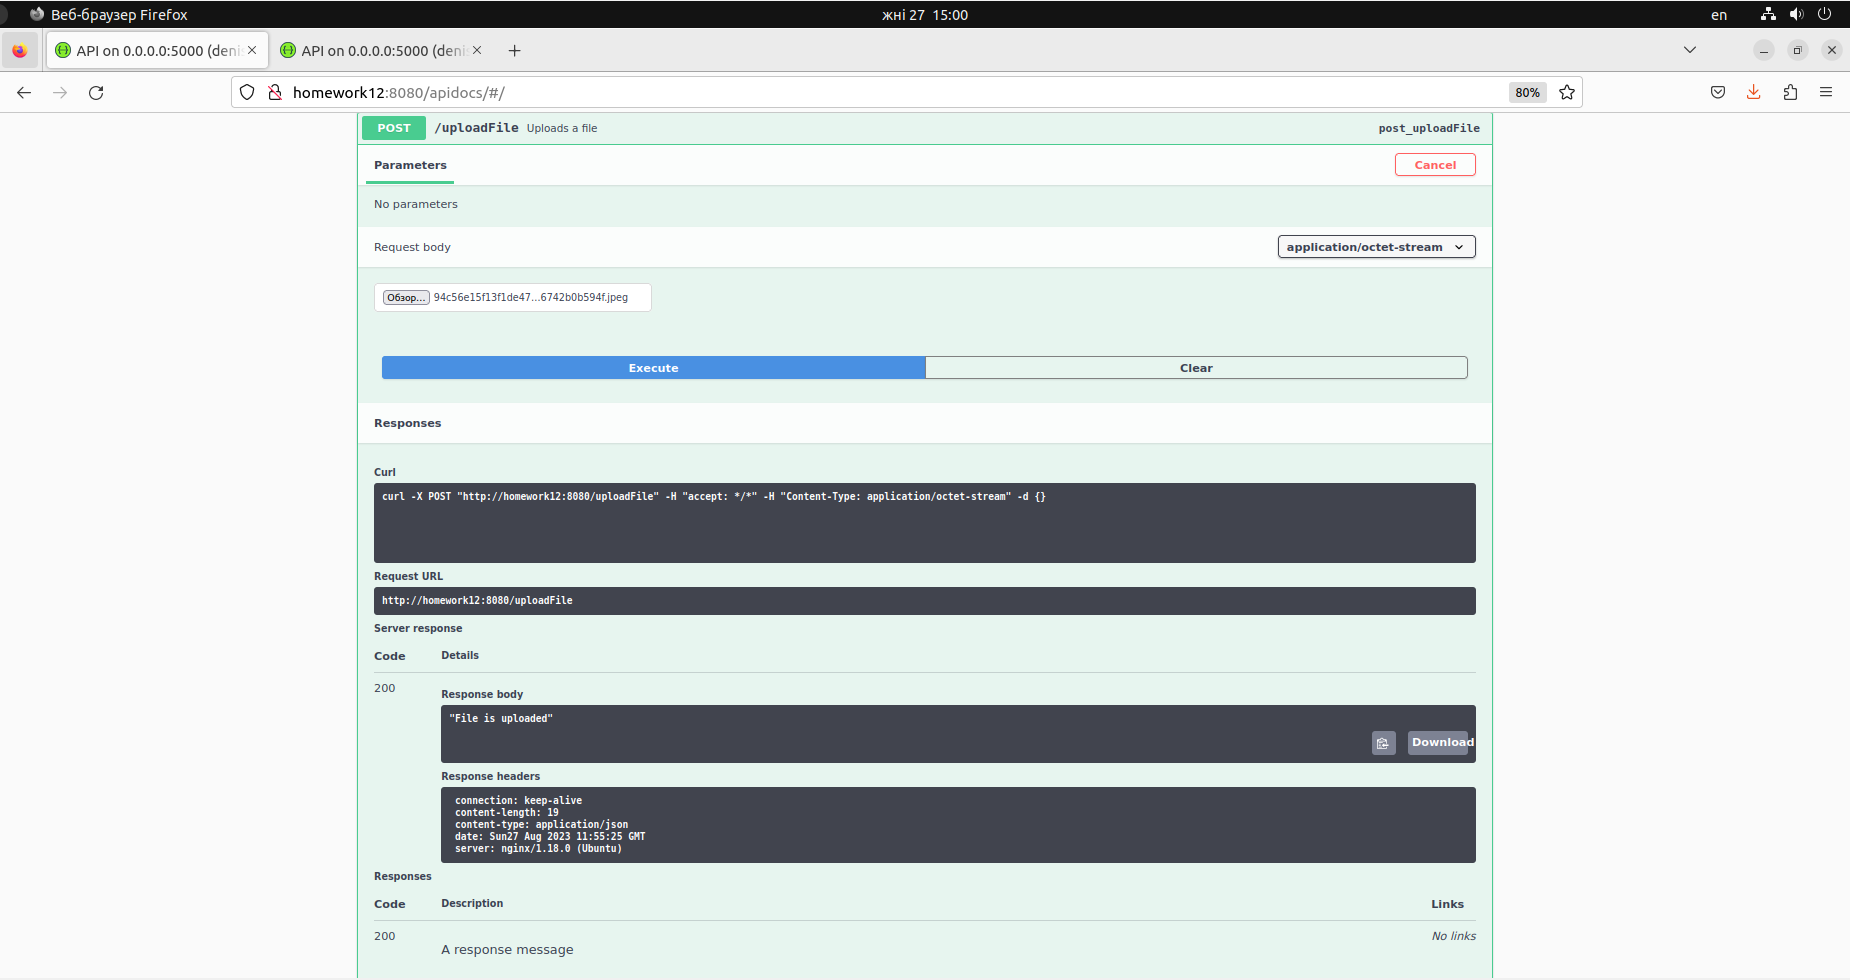 Веб-браузер Firefox
жні 27 15:00
en
API on 0.0.0.0:5000 (denis
API on 0.0.0.0:5000 (denis
homework12:8080/apidocs/#/
80%
POST /uploadFile Uploads a file post_uploadFile
Parameters
Cancel
No parameters
Request body
application/octet-stream
Обзор... 94c56e15f13f1de47...6742b0b594f.jpeg
Execute
Clear
Responses
Curl
curl -X POST "http://homework12:8080/uploadFile" -H "accept: */*" -H "Content-Type: application/octet-stream" -d {}
Request URL
http://homework12:8080/uploadFile
Server response
Code Details
200
Response body
"File is uploaded"
Download
Response headers
connection: keep-alive
content-length: 19
content-type: application/json
date: Sun27 Aug 2023 11:55:25 GMT
server: nginx/1.18.0 (Ubuntu)
Responses
Code Description Links
200
A response message
No links